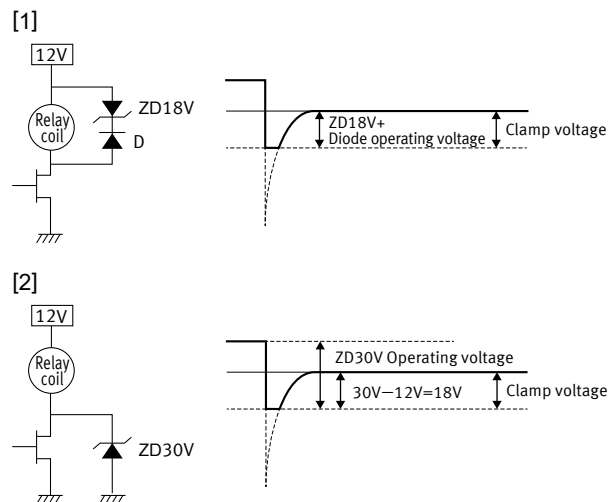 [1]
12V
Relay
coil
ZD18V
D
ZD18V+
Diode operating voltage
Clamp voltage
[2]
12V
Relay
coil
ZD30V
ZD30V Operating voltage
30V−12V=18V
Clamp voltage